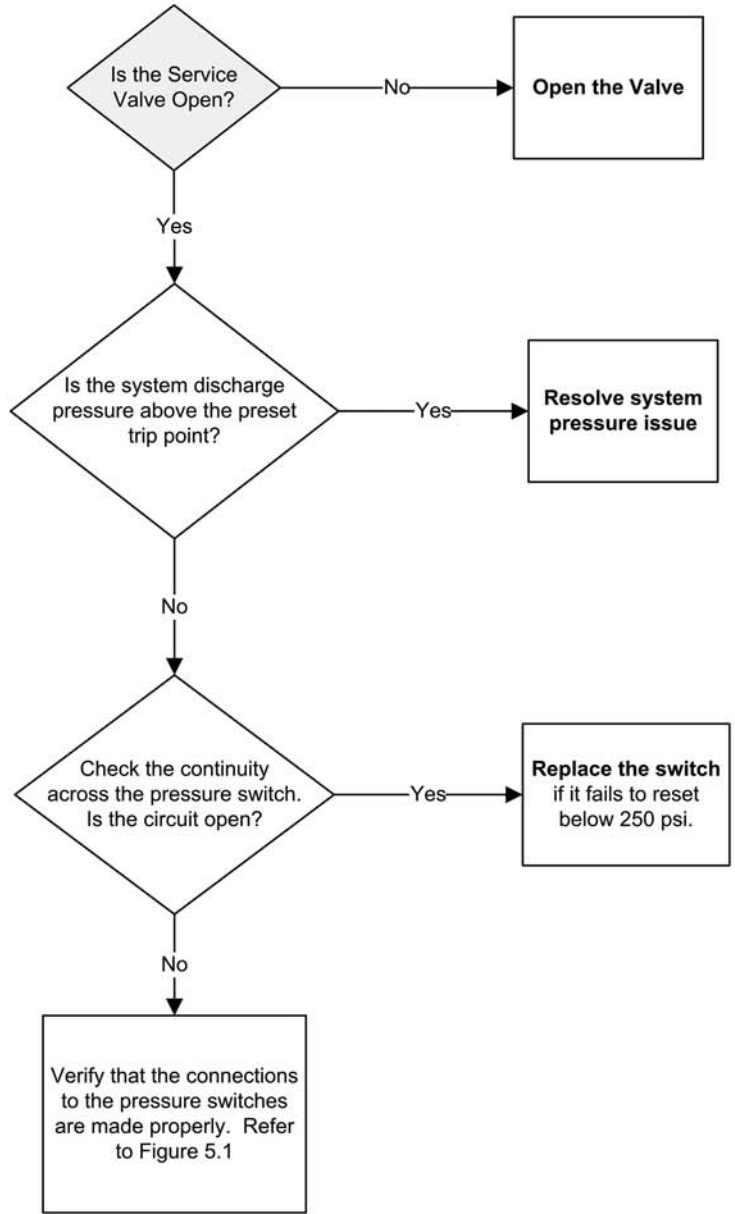 Is the Service
Valve Open?
No
Open the Valve
Yes
Is the system discharge
pressure above the preset
trip point?
Yes
Resolve system
pressure issue
No
Check the continuity
across the pressure switch.
Is the circuit open?
Yes
Replace the switch
if it fails to reset
below 250 psi.
No
Verify that the connections
to the pressure switches
are made properly. Refer
to Figure 5.1